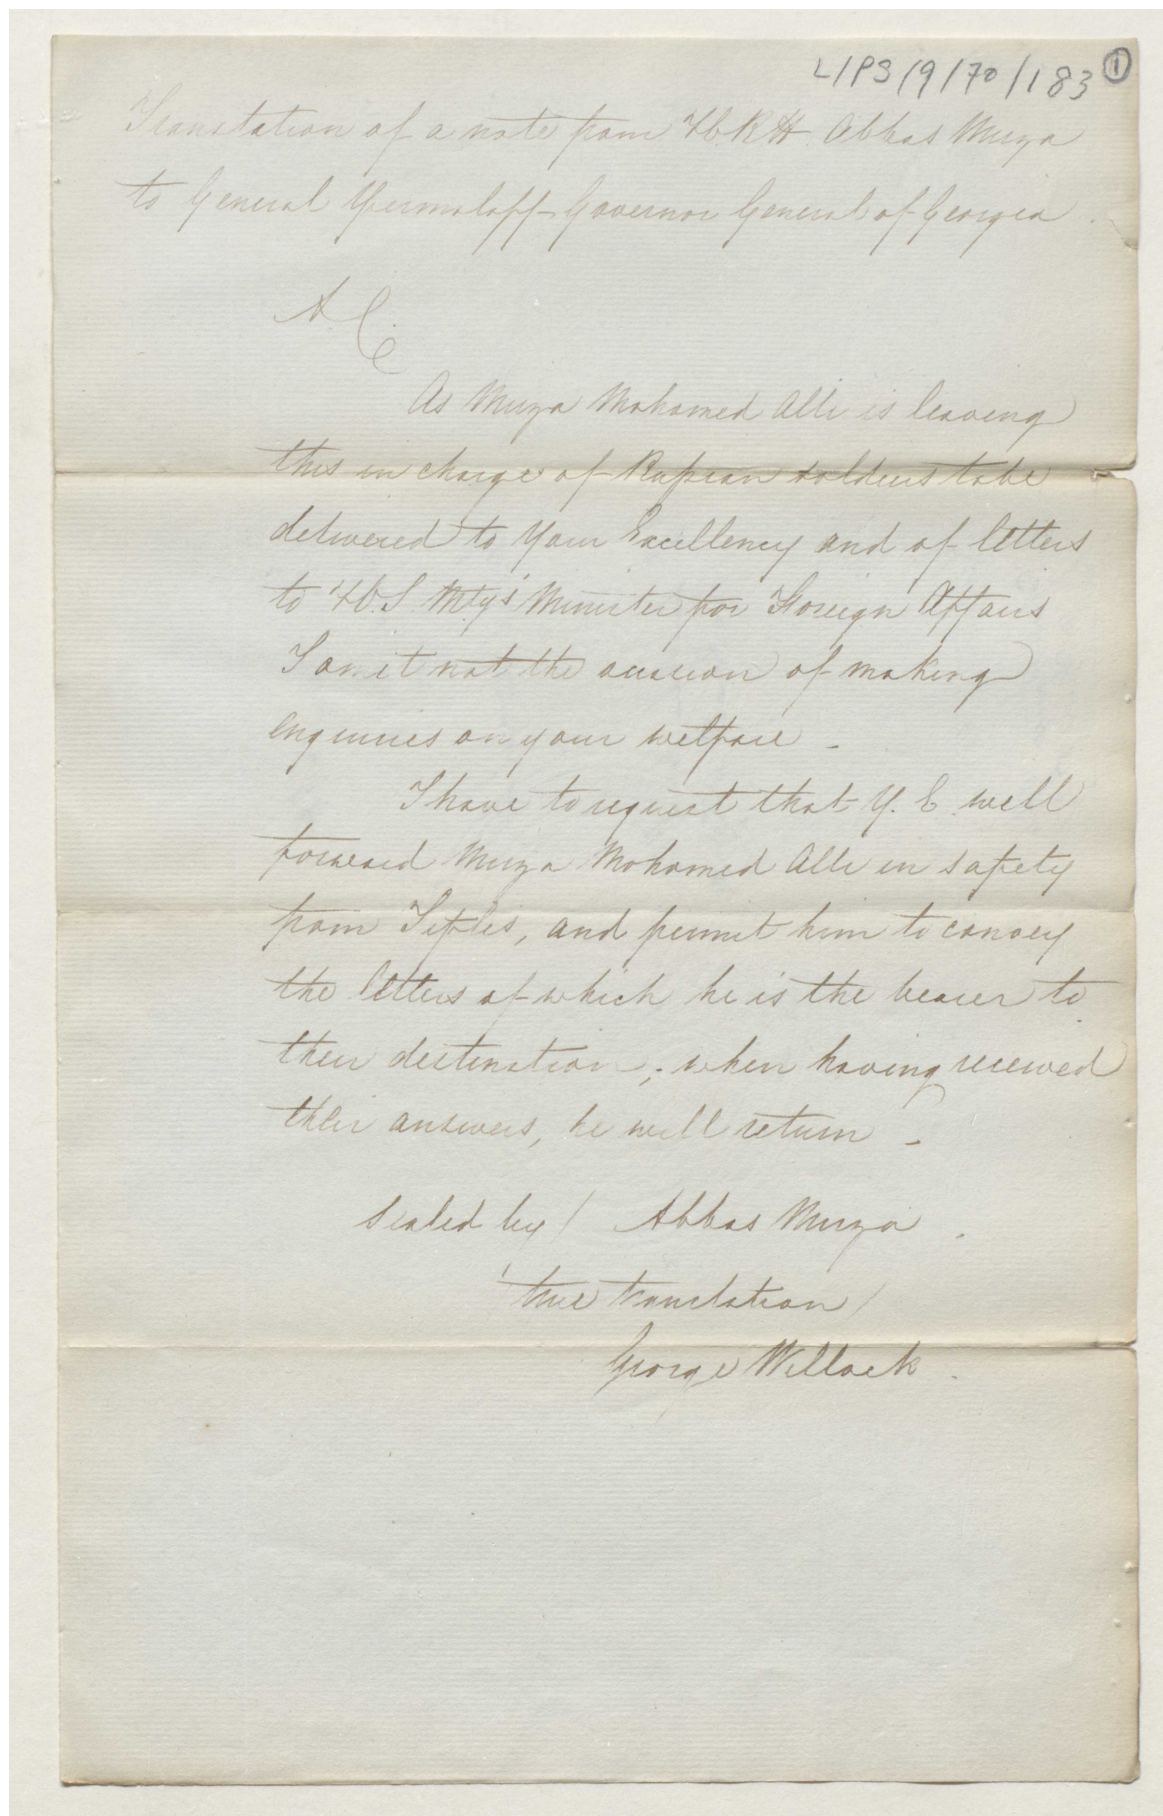 L/PS/9/70/183 1
Translation of a note from H.R.H. Abbas Mirza
to General Yermoloff Governor General of Georgia.
A. C.
As Mirza Mohamed Alli is leaving
this in charge of Russian soldiers to be
delivered to Your Excellency and of letters
to H.I. Mty's Minister for Foreign Affairs
I omit not the occasion of making
enquiries on your welfare –
I have to request that Y. E. will
forward Mirza Mohamed Alli in safety
from Tiflis, and permit him to convey
the letters of which he is the bearer to
their destination; when having received
their answers, he will return –
Sealed by / Abbas Mirza.
true translation /
George Willock.